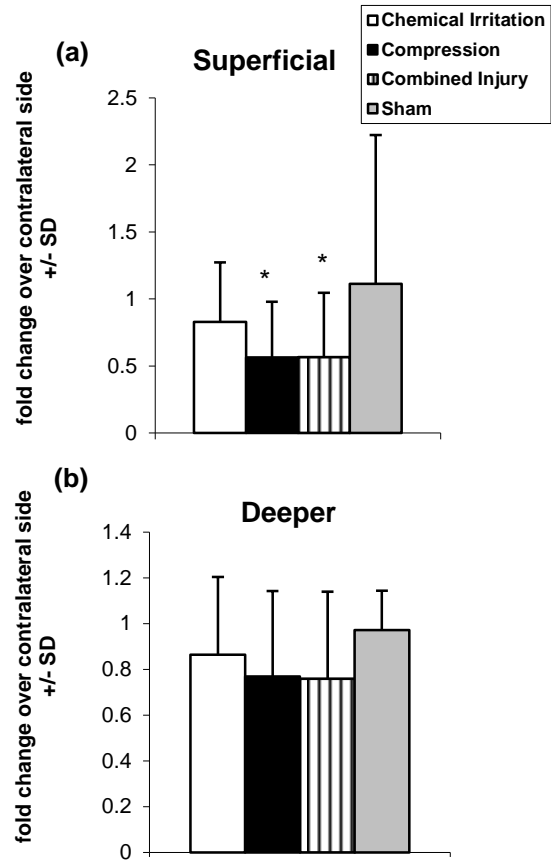 Chemical Irritation
Compression
Combined Injury
Sham
(a)
Superficial
fold change over contralateral side
+/- SD
2.5
2
1.5
1
0.5
0
*
*
(b)
Deeper
fold change over contralateral side
+/- SD
1.4
1.2
1
0.8
0.6
0.4
0.2
0